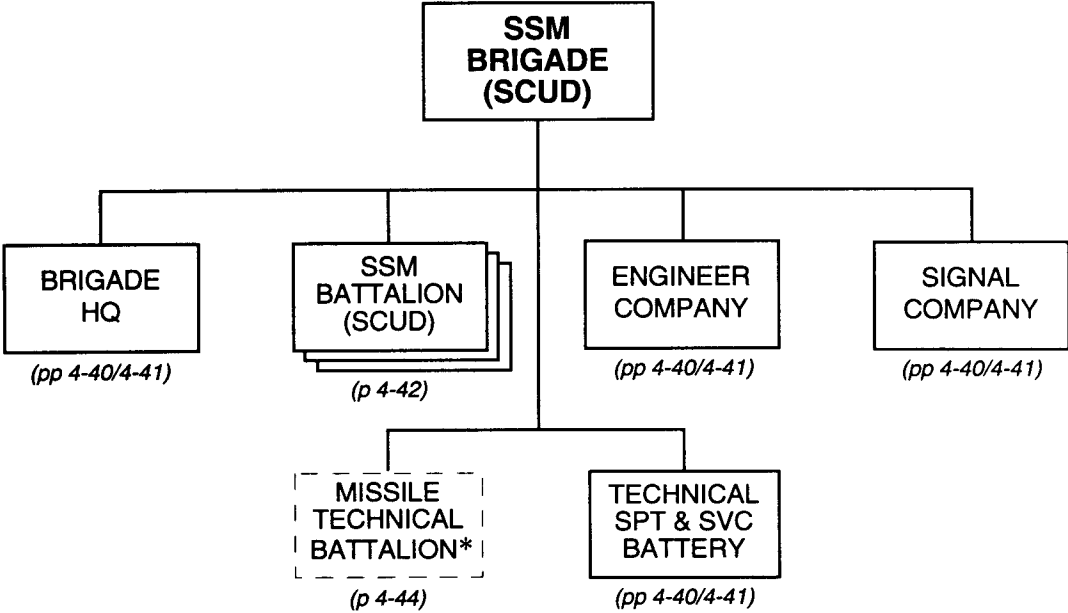 SSM
BRIGADE
(SCUD)
BRIGADE
HQ
(pp 4-40/4-41)
SSM
BATTALION
(SCUD)
(p 4-42)
ENGINEER
COMPANY
(pp 4-40/4-41)
SIGNAL
COMPANY
(pp 4-40/4-41)
MISSILE
TECHNICAL
BATTALION*
(p 4-44)
TECHNICAL
SPT & SVC
BATTERY
(pp 4-40/4-41)